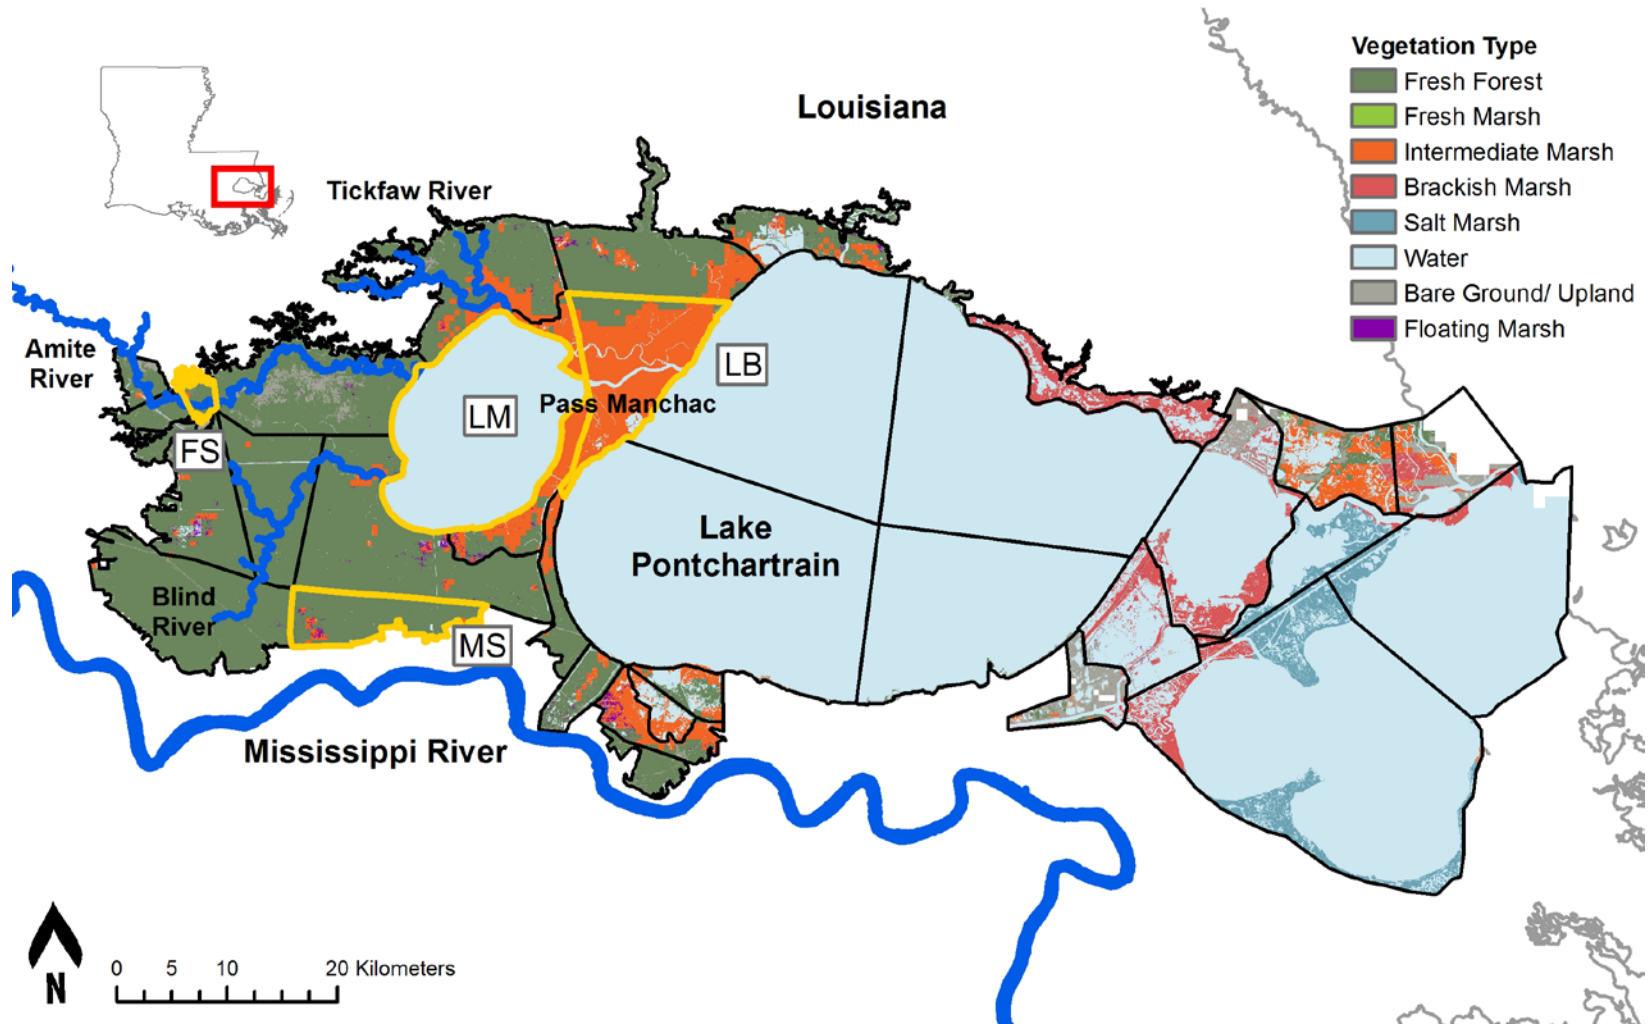 Louisiana
Vegetation Type
Fresh Forest
Fresh Marsh
Intermediate Marsh
Brackish Marsh
Salt Marsh
Water
Bare Ground/ Upland
Floating Marsh
Tickfaw River
Amite
River
LB
LM
Pass Manchac
FS
Lake
Pontchartrain
Blind
River
MS
Mississippi River
N
0 5 10 20 Kilometers